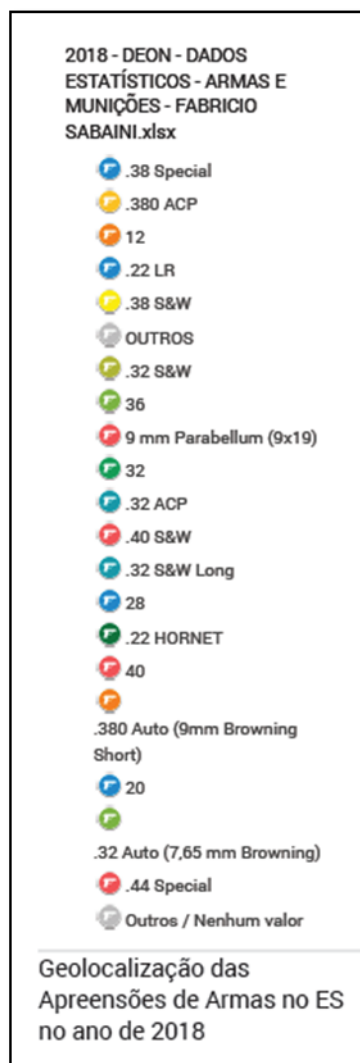 2018 - DEON - DADOS
ESTATÍSTICOS - ARMAS E
MUNIÇÕES - FABRICIO
SABAINI.xlsx
.38 Special
.380 ACP
12
.22 LR
.38 S&W
OUTROS
.32 S&W
36
9 mm Parabellum (9x19)
32
.32 ACP
.40 S&W
.32 S&W Long
28
.22 HORNET
40
.380 Auto (9mm Browning
Short)
20
.32 Auto (7,65 mm Browning)
.44 Special
Outros / Nenhum valor
Geolocalização das
Apreensões de Armas no ES
no ano de 2018